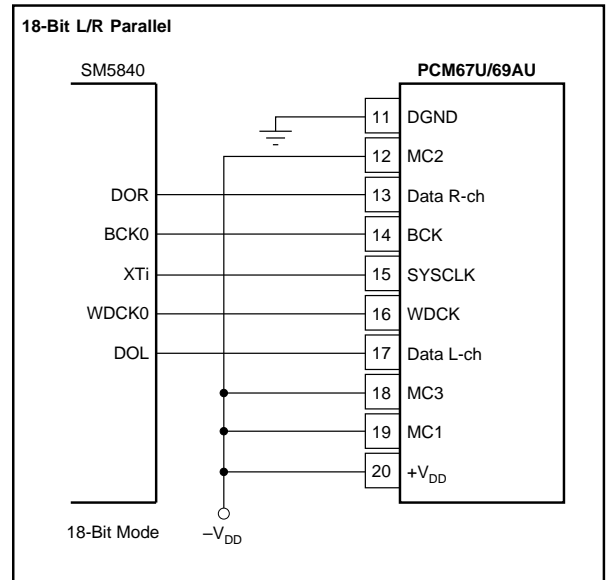 18-Bit L/R Parallel
SM5840 PCM67U/69AU
11 DGND
12 MC2
DOR 13 Data R-ch
BCK0 14 BCK
XTi 15 SYSCLK
WDCK0 16 WDCK
DOL 17 Data L-ch
18 MC3
19 MC1
20 +VDD
18-Bit Mode –VDD